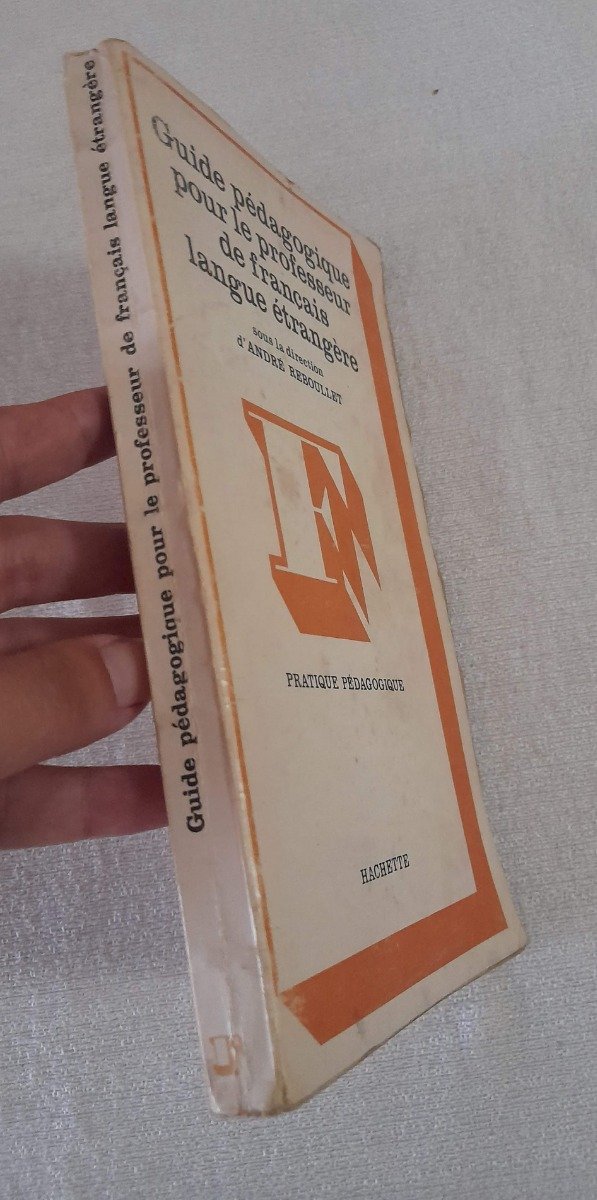 Guide pédagogique pour le professeur de français langue étrangère
Guide pédagogique
pour le professeur
de français
langue étrangère
sous la direction
d'ANDRÉ REBOULLET
F
PRATIQUE PÉDAGOGIQUE
HACHETTE